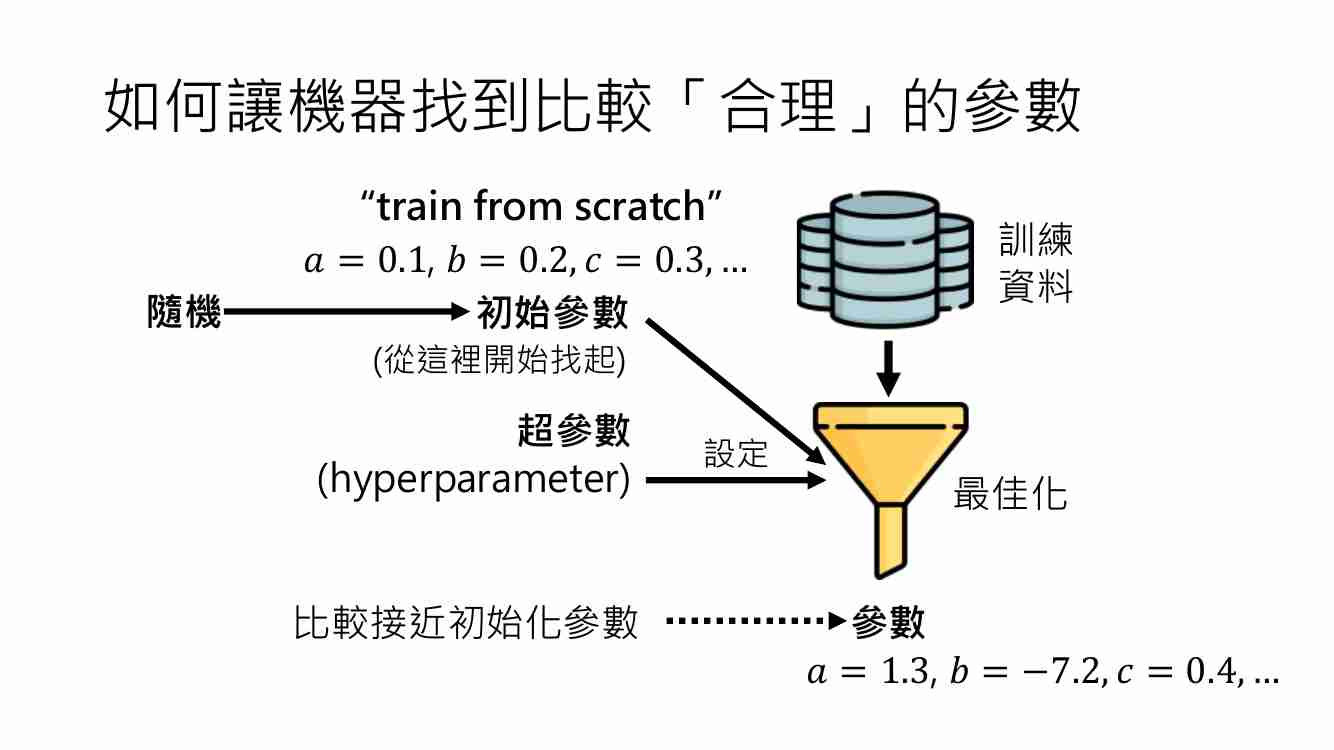 如何讓機器找到比較「合理」的參數
“train from scratch”
a = 0.1, b = 0.2, c = 0.3, …
隨機
初始參數
(從這裡開始找起)
訓練
資料
超參數
(hyperparameter)
設定
最佳化
比較接近初始化參數
參數
a = 1.3, b = −7.2, c = 0.4, …